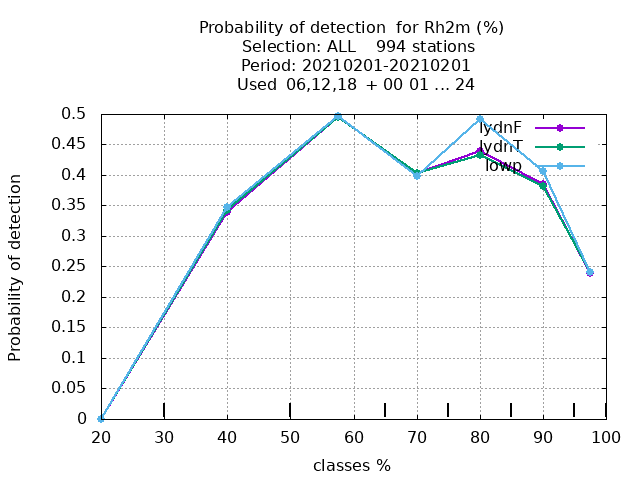 Probability of detection  for Rh2m (%)
Selection: ALL    994 stations
Period: 20210201-20210201
Used  06,12,18  + 00 01 ... 24
0.5
0.45
0.4
0.35
0.3
0.25
0.2
0.15
0.1
0.05
0
Probability of detection
lydnF
lydnT
lowp
20 30 40 50 60 70 80 90 100
classes %